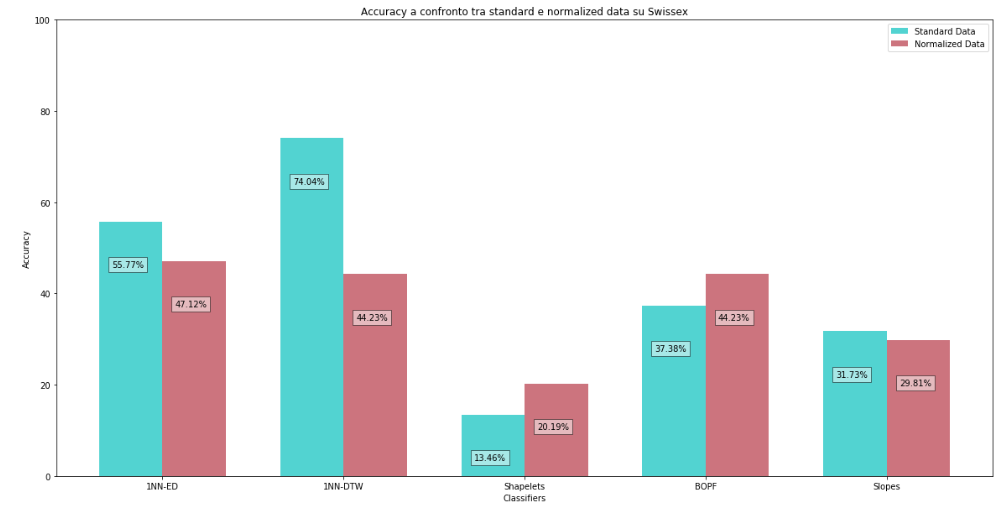 Accuracy a confronto tra standard e normalized data su Swissex
Standard Data
Normalized Data
100
80
60
40
20
0
Accuracy
55.77%
47.12%
74.04%
44.23%
13.46%
20.19%
37.38%
44.23%
31.73%
29.81%
1NN-ED
1NN-DTW
Shapelets
BOPF
Slopes
Classifiers